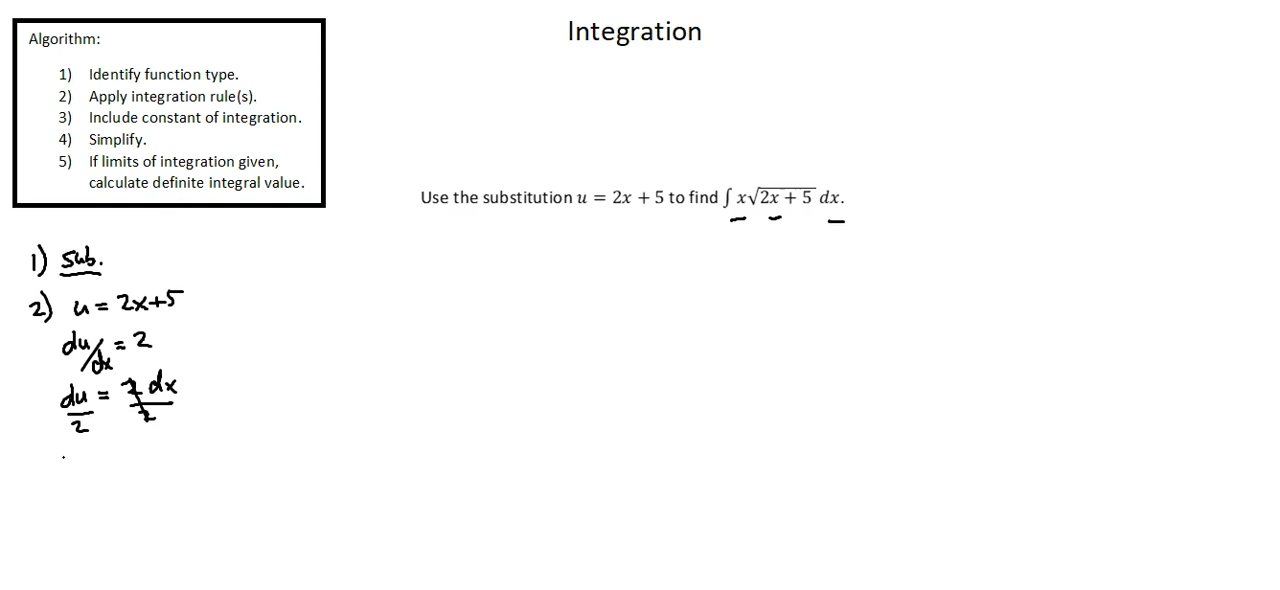 Integration
Algorithm:
1) Identify function type.
2) Apply integration rule(s).
3) Include constant of integration.
4) Simplify.
5) If limits of integration given,
calculate definite integral value.
Use the substitution u = 2x + 5 to find ∫ x√(2x + 5) dx.
1) sub.
2) u = 2x+5
du/dx = 2
du/2 = 2dx/2